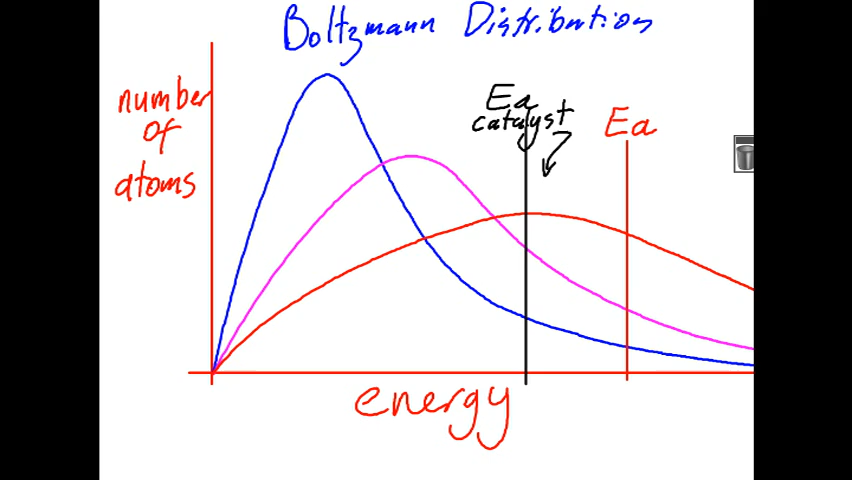 Boltzmann Distribution
number
of
atoms
Ea
catalyst
Ea
energy